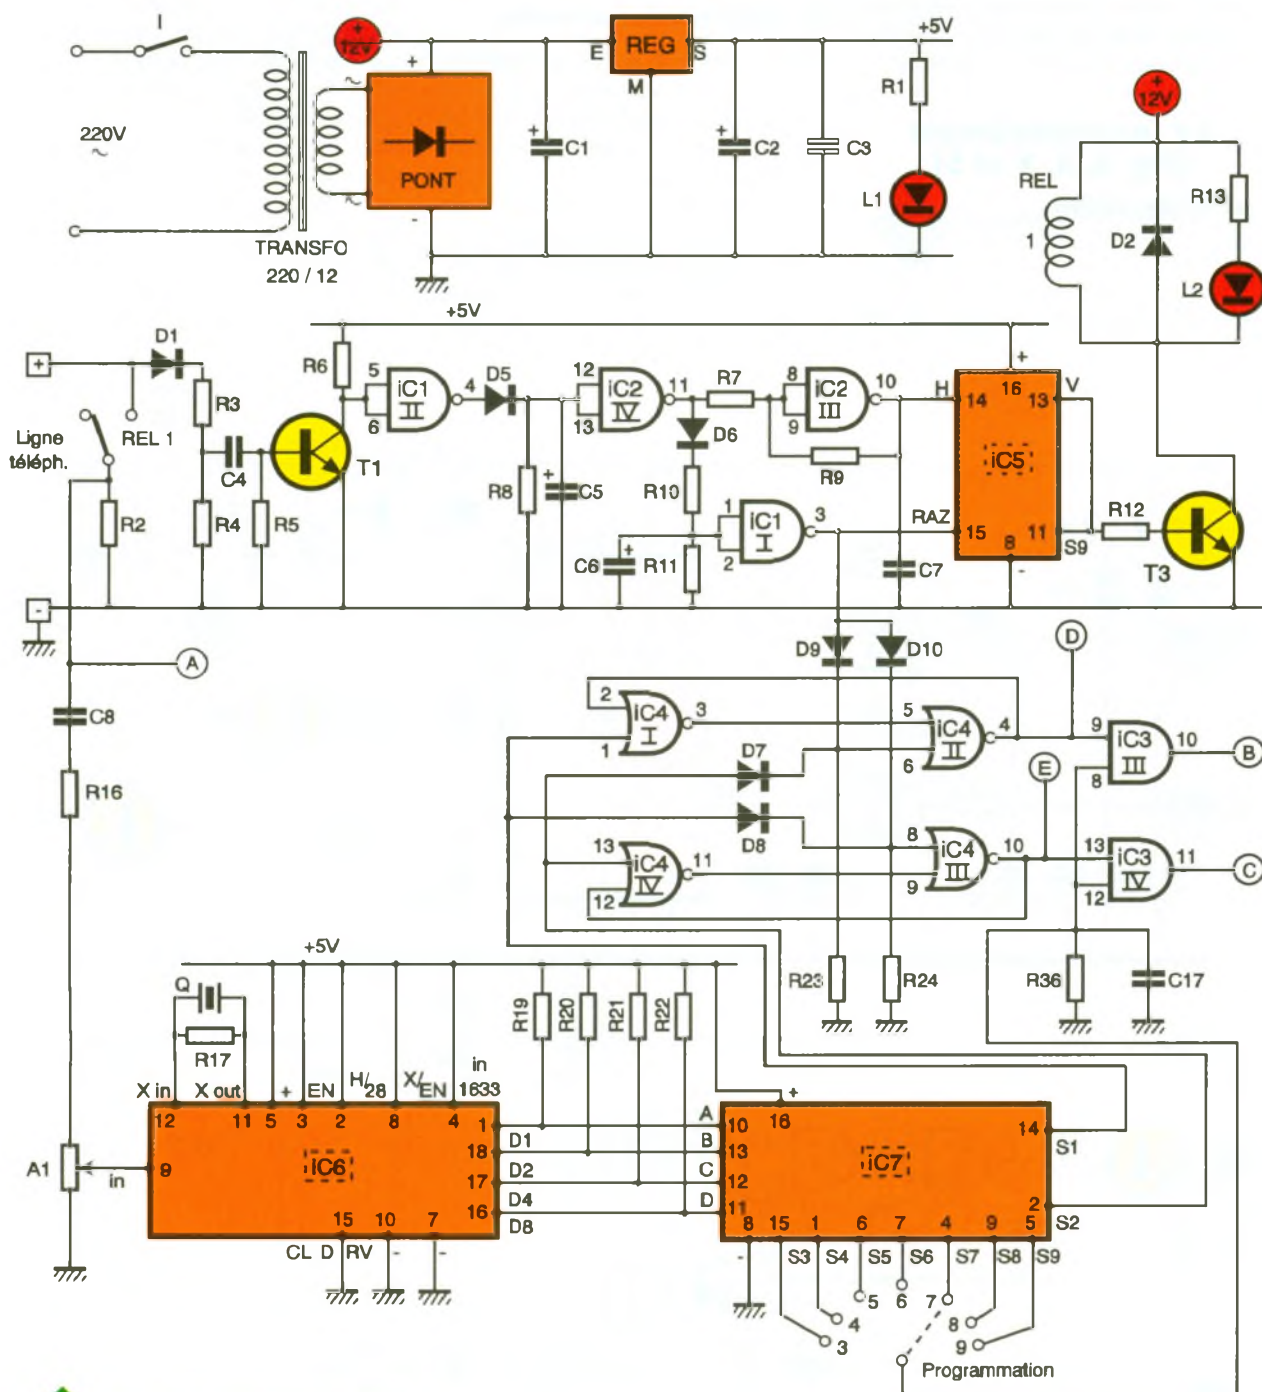 I
220V
~
TRANSFO
220 / 12
+
12V
~
~
+
PONT
-
C1
+
E
REG
S
M
+5V
C2
+
C3
R1
L1
+
12V
REL
1
D2
R13
L2
+5V
+
D1
R3
REL 1
Ligne
téléph.
R2
R4
C4
R5
R6
T1
5
6
iC1
II
4
D5
R8
+
C5
12
13
iC2
IV
11
R7
D6
R10
R11
C6
+
8
9
iC2
III
10
R9
1
2
iC1
I
3
C7
H
14
RAZ
15
+
16
iC5
8
-
V
13
11
S9
R12
T3
-
A
C8
R16
D9
D10
2
1
iC4
I
3
5
6
iC4
II
4
D
D7
D8
E
9
8
iC3
III
10
B
13
12
iC4
IV
11
8
9
iC4
III
10
13
12
iC3
IV
11
C
R23
R24
R36
C17
+5V
Q
R17
X in
X out
+
EN
H/
28
X/
EN
in
1633
R19
R20
R21
R22
12
11
5
3
2
8
4
A1
in
9
iC6
1
18
17
16
D1
D2
D4
D8
15
10
7
CL D
RV
-
-
A
B
C
D
10
13
12
11
+
16
iC7
14
S1
2
S2
8
15
1
6
7
4
9
5
-
S3
S4
S5
S6
S7
S8
S9
3
4
5
6
7
8
9
Programmation